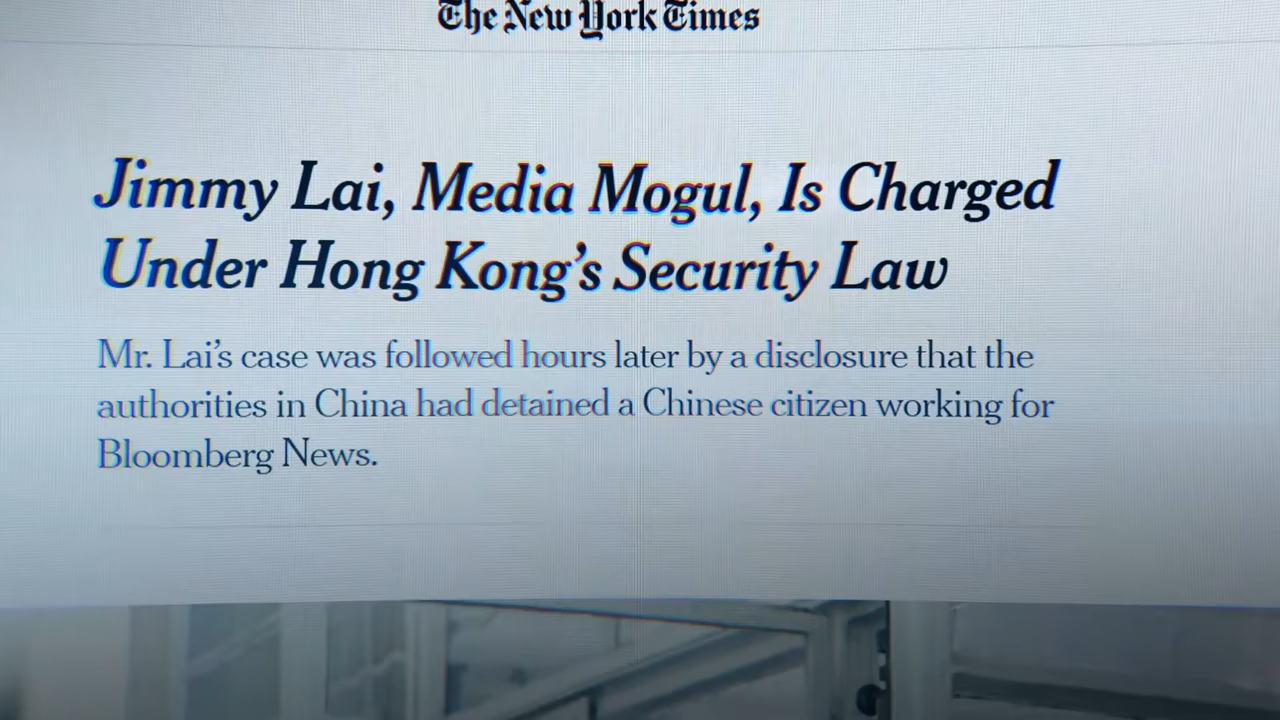 The New York Times
Jimmy Lai, Media Mogul, Is Charged
Under Hong Kong’s Security Law
Mr. Lai’s case was followed hours later by a disclosure that the
authorities in China had detained a Chinese citizen working for
Bloomberg News.